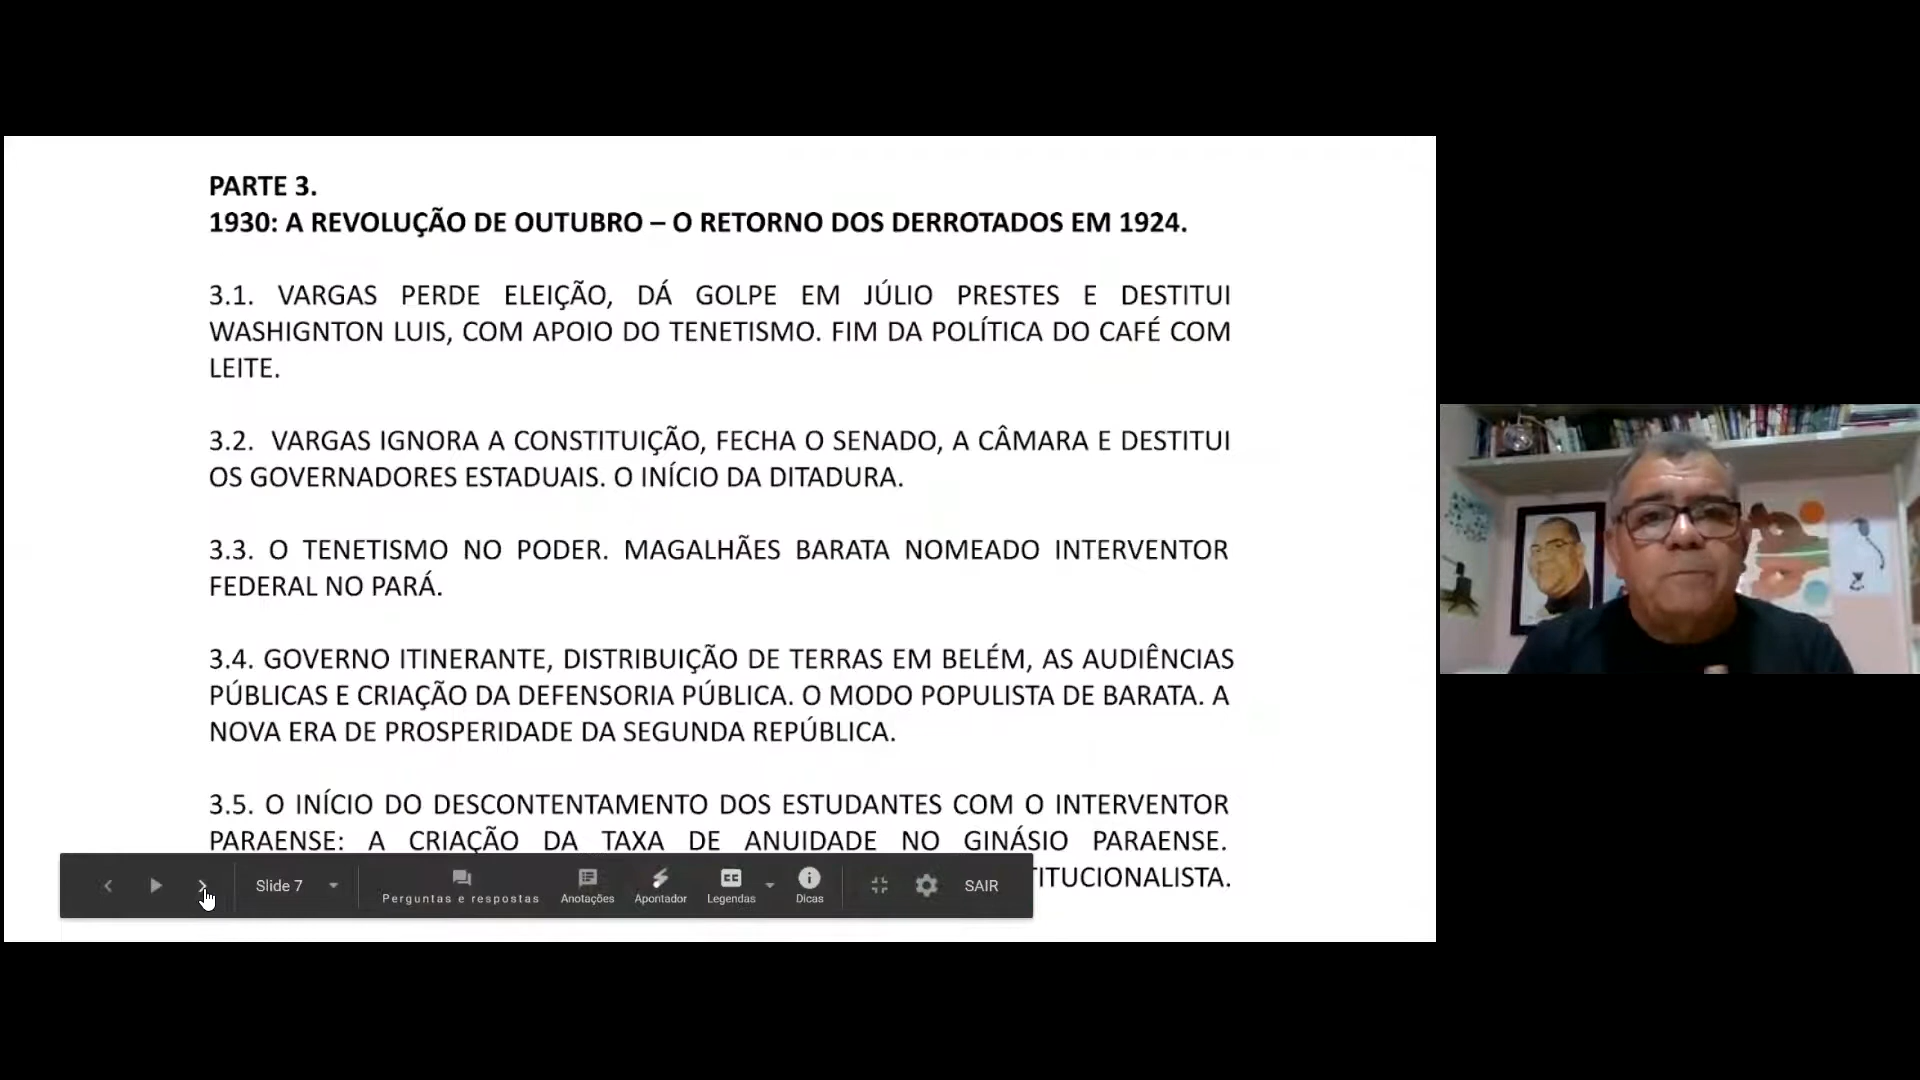 PARTE 3.
1930: A REVOLUÇÃO DE OUTUBRO – O RETORNO DOS DERROTADOS EM 1924.
3.1. VARGAS PERDE ELEIÇÃO, DÁ GOLPE EM JÚLIO PRESTES E DESTITUI
WASHIGNTON LUIS, COM APOIO DO TENETISMO. FIM DA POLÍTICA DO CAFÉ COM
LEITE.
3.2. VARGAS IGNORA A CONSTITUIÇÃO, FECHA O SENADO, A CÂMARA E DESTITUI
OS GOVERNADORES ESTADUAIS. O INÍCIO DA DITADURA.
3.3. O TENETISMO NO PODER. MAGALHÃES BARATA NOMEADO INTERVENTOR
FEDERAL NO PARÁ.
3.4. GOVERNO ITINERANTE, DISTRIBUIÇÃO DE TERRAS EM BELÉM, AS AUDIÊNCIAS
PÚBLICAS E CRIAÇÃO DA DEFENSORIA PÚBLICA. O MODO POPULISTA DE BARATA. A
NOVA ERA DE PROSPERIDADE DA SEGUNDA REPÚBLICA.
3.5. O INÍCIO DO DESCONTENTAMENTO DOS ESTUDANTES COM O INTERVENTOR
PARAENSE: A CRIAÇÃO DA TAXA DE ANUIDADE NO GINÁSIO PARAENSE.
TITUCIONALISTA.
Slide 7
Perguntas e respostas
Anotações
Apontador
CC
Legendas
Dicas
SAIR